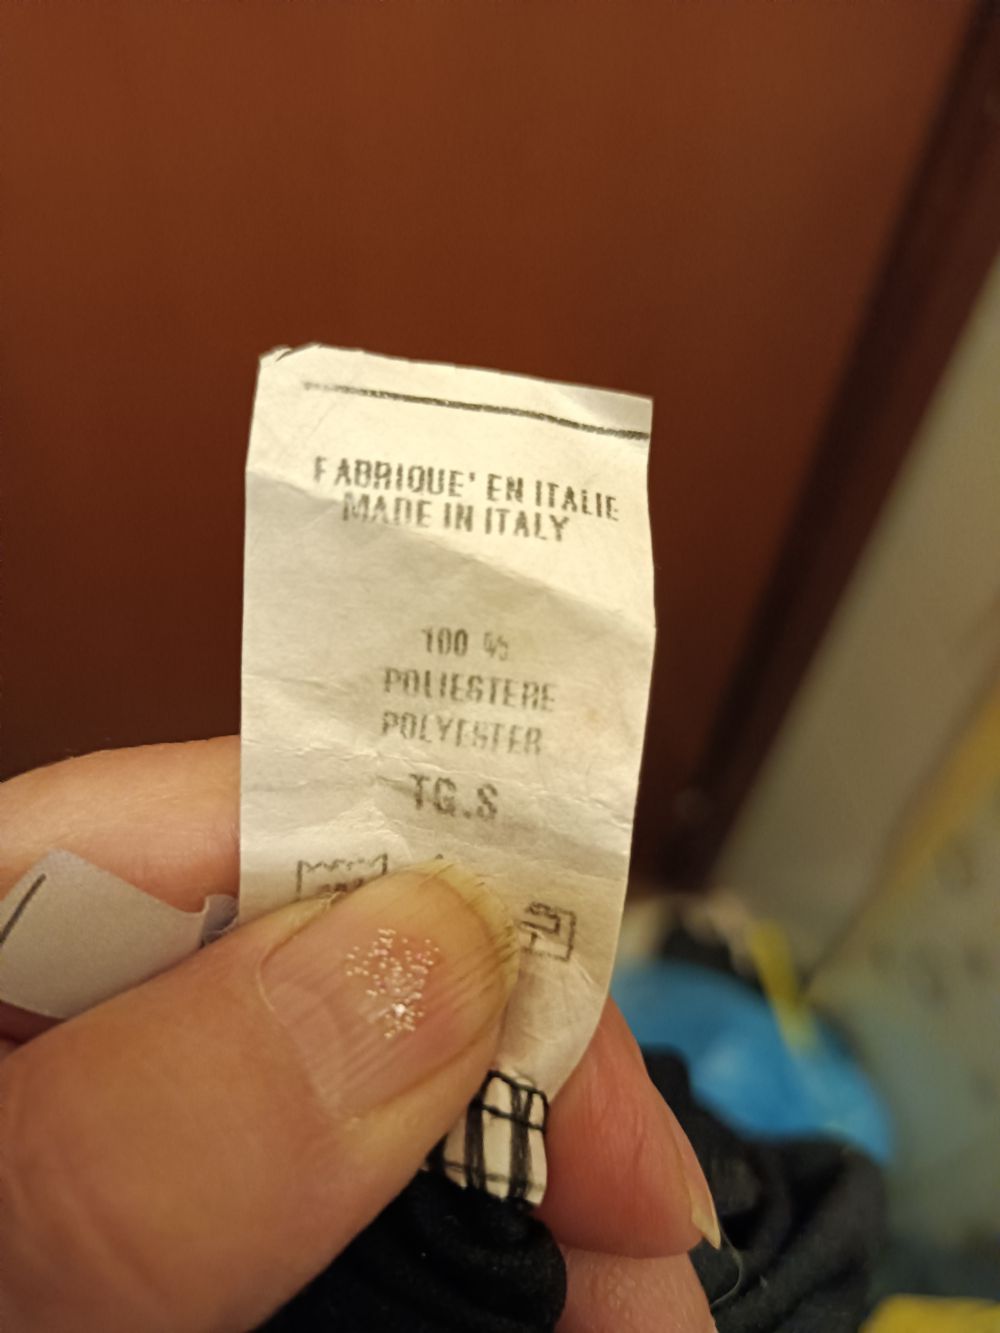 FABRIQUE' EN ITALIE
MADE IN ITALY
100 %
POLIESTERE
POLYESTER
TG.S